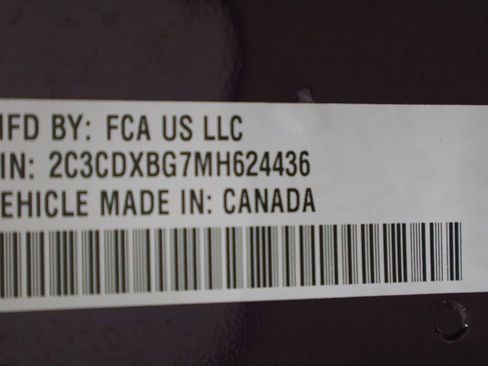 MFD BY: FCA US LLC
VIN: 2C3CDXBG7MH624436
VEHICLE MADE IN: CANADA